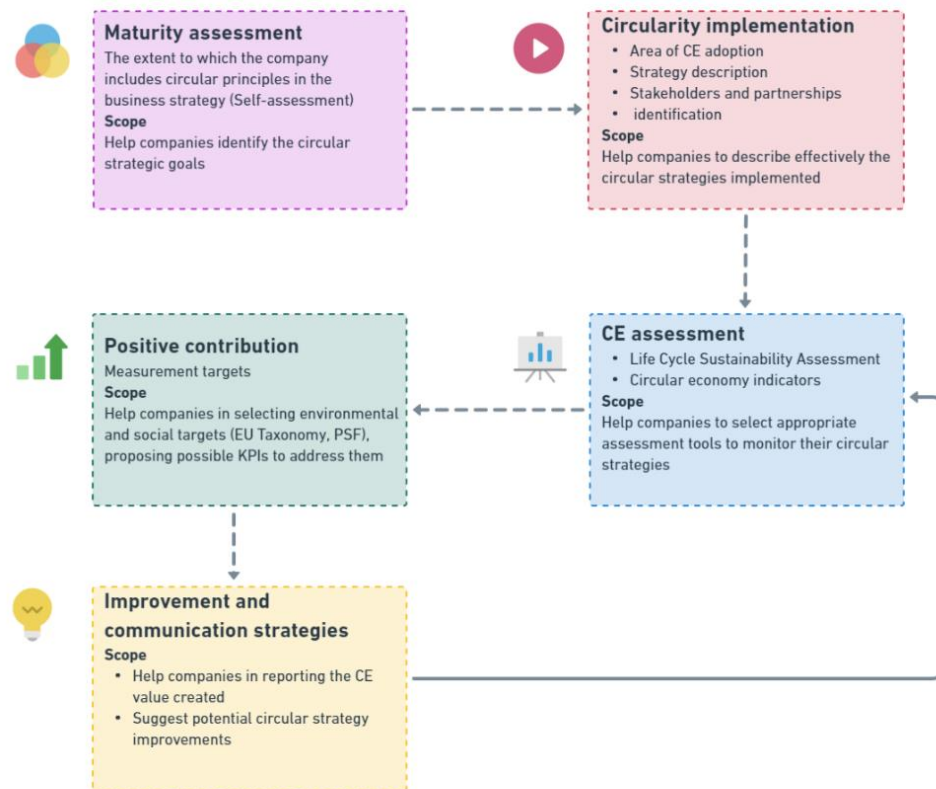 Maturity assessment
The extent to which the company
includes circular principles in the
business strategy (Self-assessment)
Scope
Help companies identify the circular
strategic goals
Circularity implementation
• Area of CE adoption
• Strategy description
• Stakeholders and partnerships
• identification
Scope
Help companies to describe effectively the
circular strategies implemented
Positive contribution
Measurement targets
Scope
Help companies in selecting environmental
and social targets (EU Taxonomy, PSF),
proposing possible KPIs to address them
CE assessment
• Life Cycle Sustainability Assessment
• Circular economy indicators
Scope
Help companies to select appropriate
assessment tools to monitor their circular
strategies
Improvement and
communication strategies
Scope
• Help companies in reporting the CE
value created
• Suggest potential circular strategy
improvements